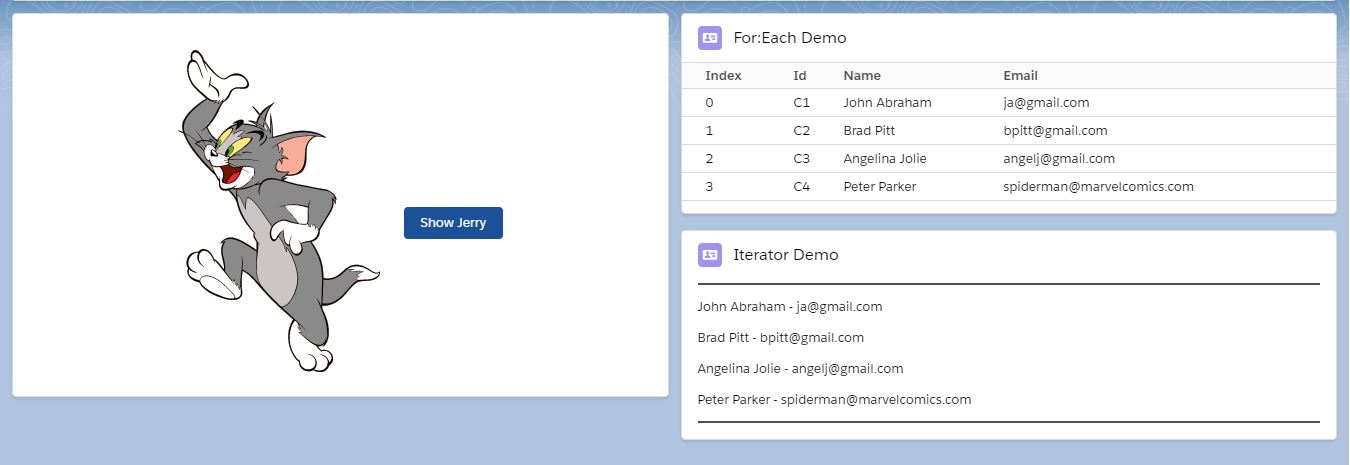 Show Jerry
For:Each Demo
Index Id Name Email
0 C1 John Abraham ja@gmail.com
1 C2 Brad Pitt bpitt@gmail.com
2 C3 Angelina Jolie angelj@gmail.com
3 C4 Peter Parker spiderman@marvelcomics.com
Iterator Demo
John Abraham - ja@gmail.com
Brad Pitt - bpitt@gmail.com
Angelina Jolie - angelj@gmail.com
Peter Parker - spiderman@marvelcomics.com